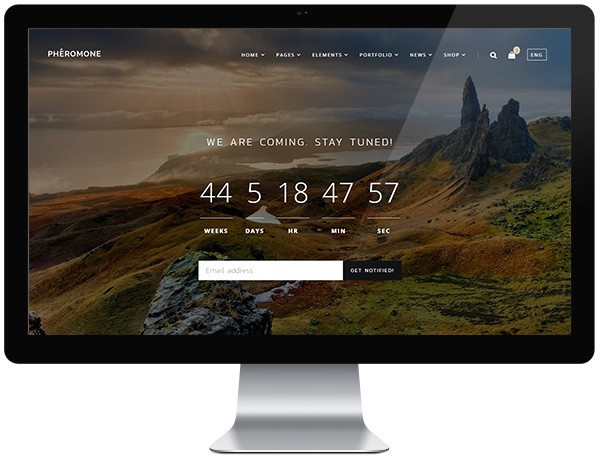 PHÈROMONE HOME PAGES ELEMENTS PORTFOLIO NEWS SHOP ENG
WE ARE COMING. STAY TUNED!
44 5 18 47 57
WEEKS DAYS HR MIN SEC
Email address GET NOTIFIED!